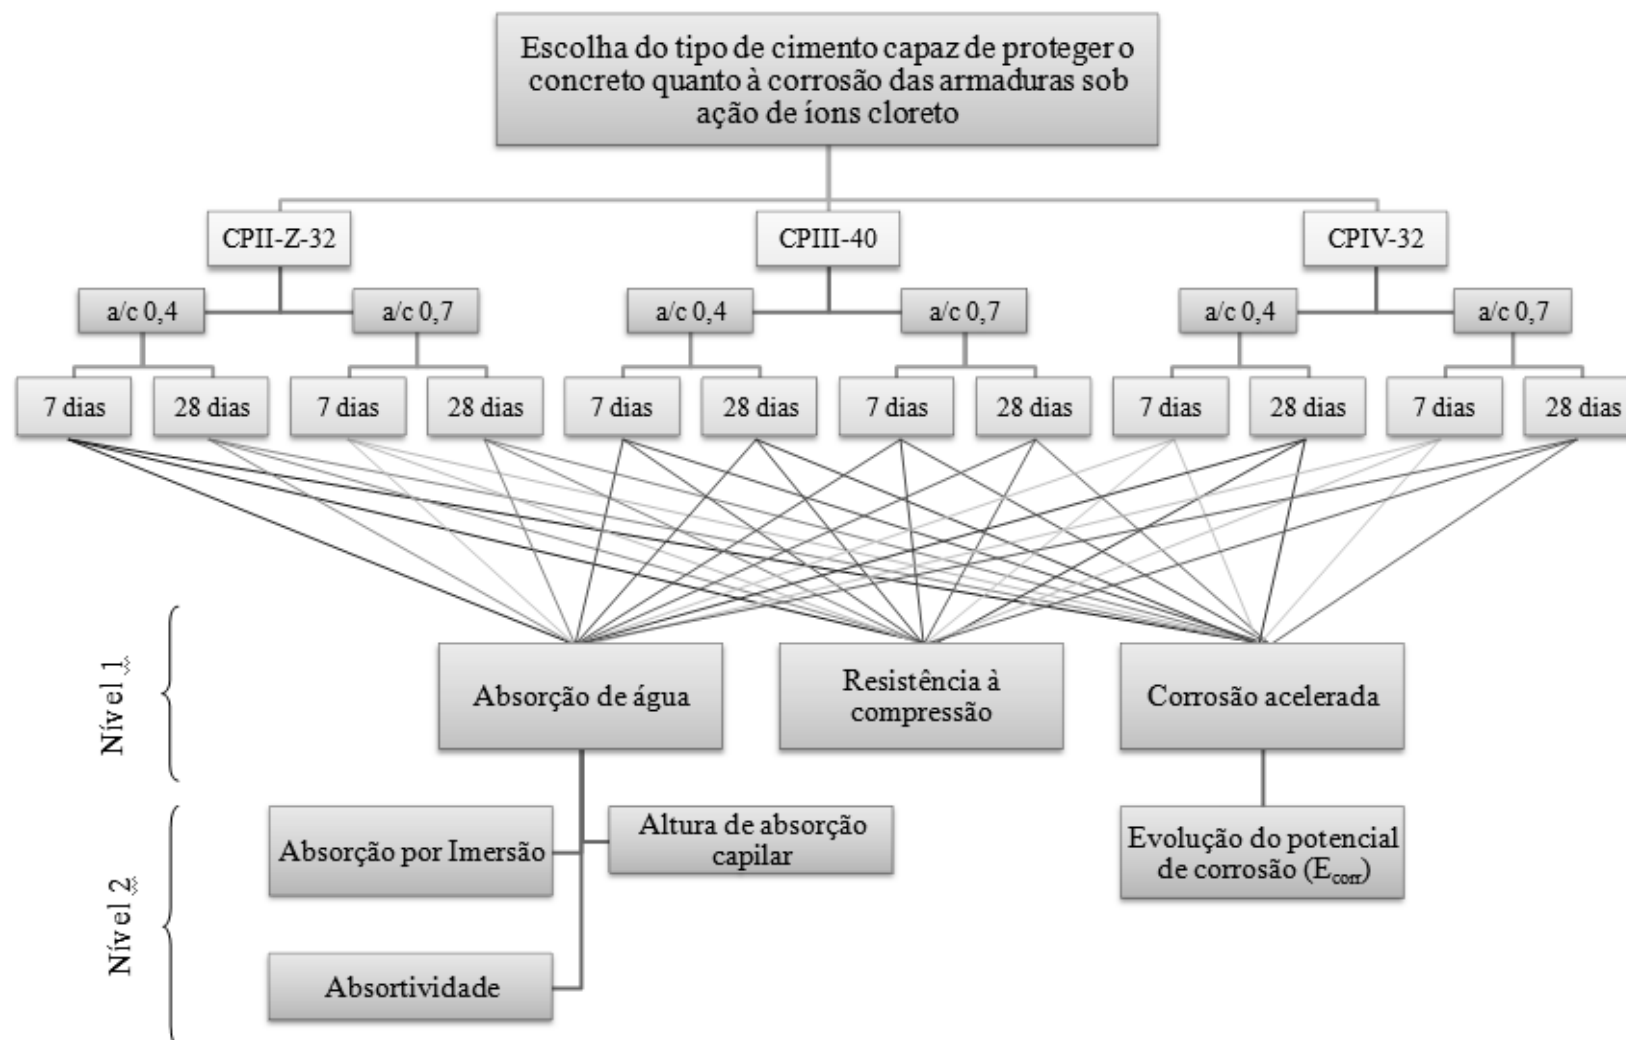 Escolha do tipo de cimento capaz de proteger o
concreto quanto à corrosão das armaduras sob
ação de íons cloreto
CPII-Z-32
CPIII-40
CPIV-32
a/c 0,4
a/c 0,7
a/c 0,4
a/c 0,7
a/c 0,4
a/c 0,7
7 dias
28 dias
7 dias
28 dias
7 dias
28 dias
7 dias
28 dias
7 dias
28 dias
7 dias
28 dias
Nível 1
Absorção de água
Resistência à
compressão
Corrosão acelerada
Nível 2
Absorção por Imersão
Altura de absorção
capilar
Evolução do potencial
de corrosão (Ecorr)
Absortividade